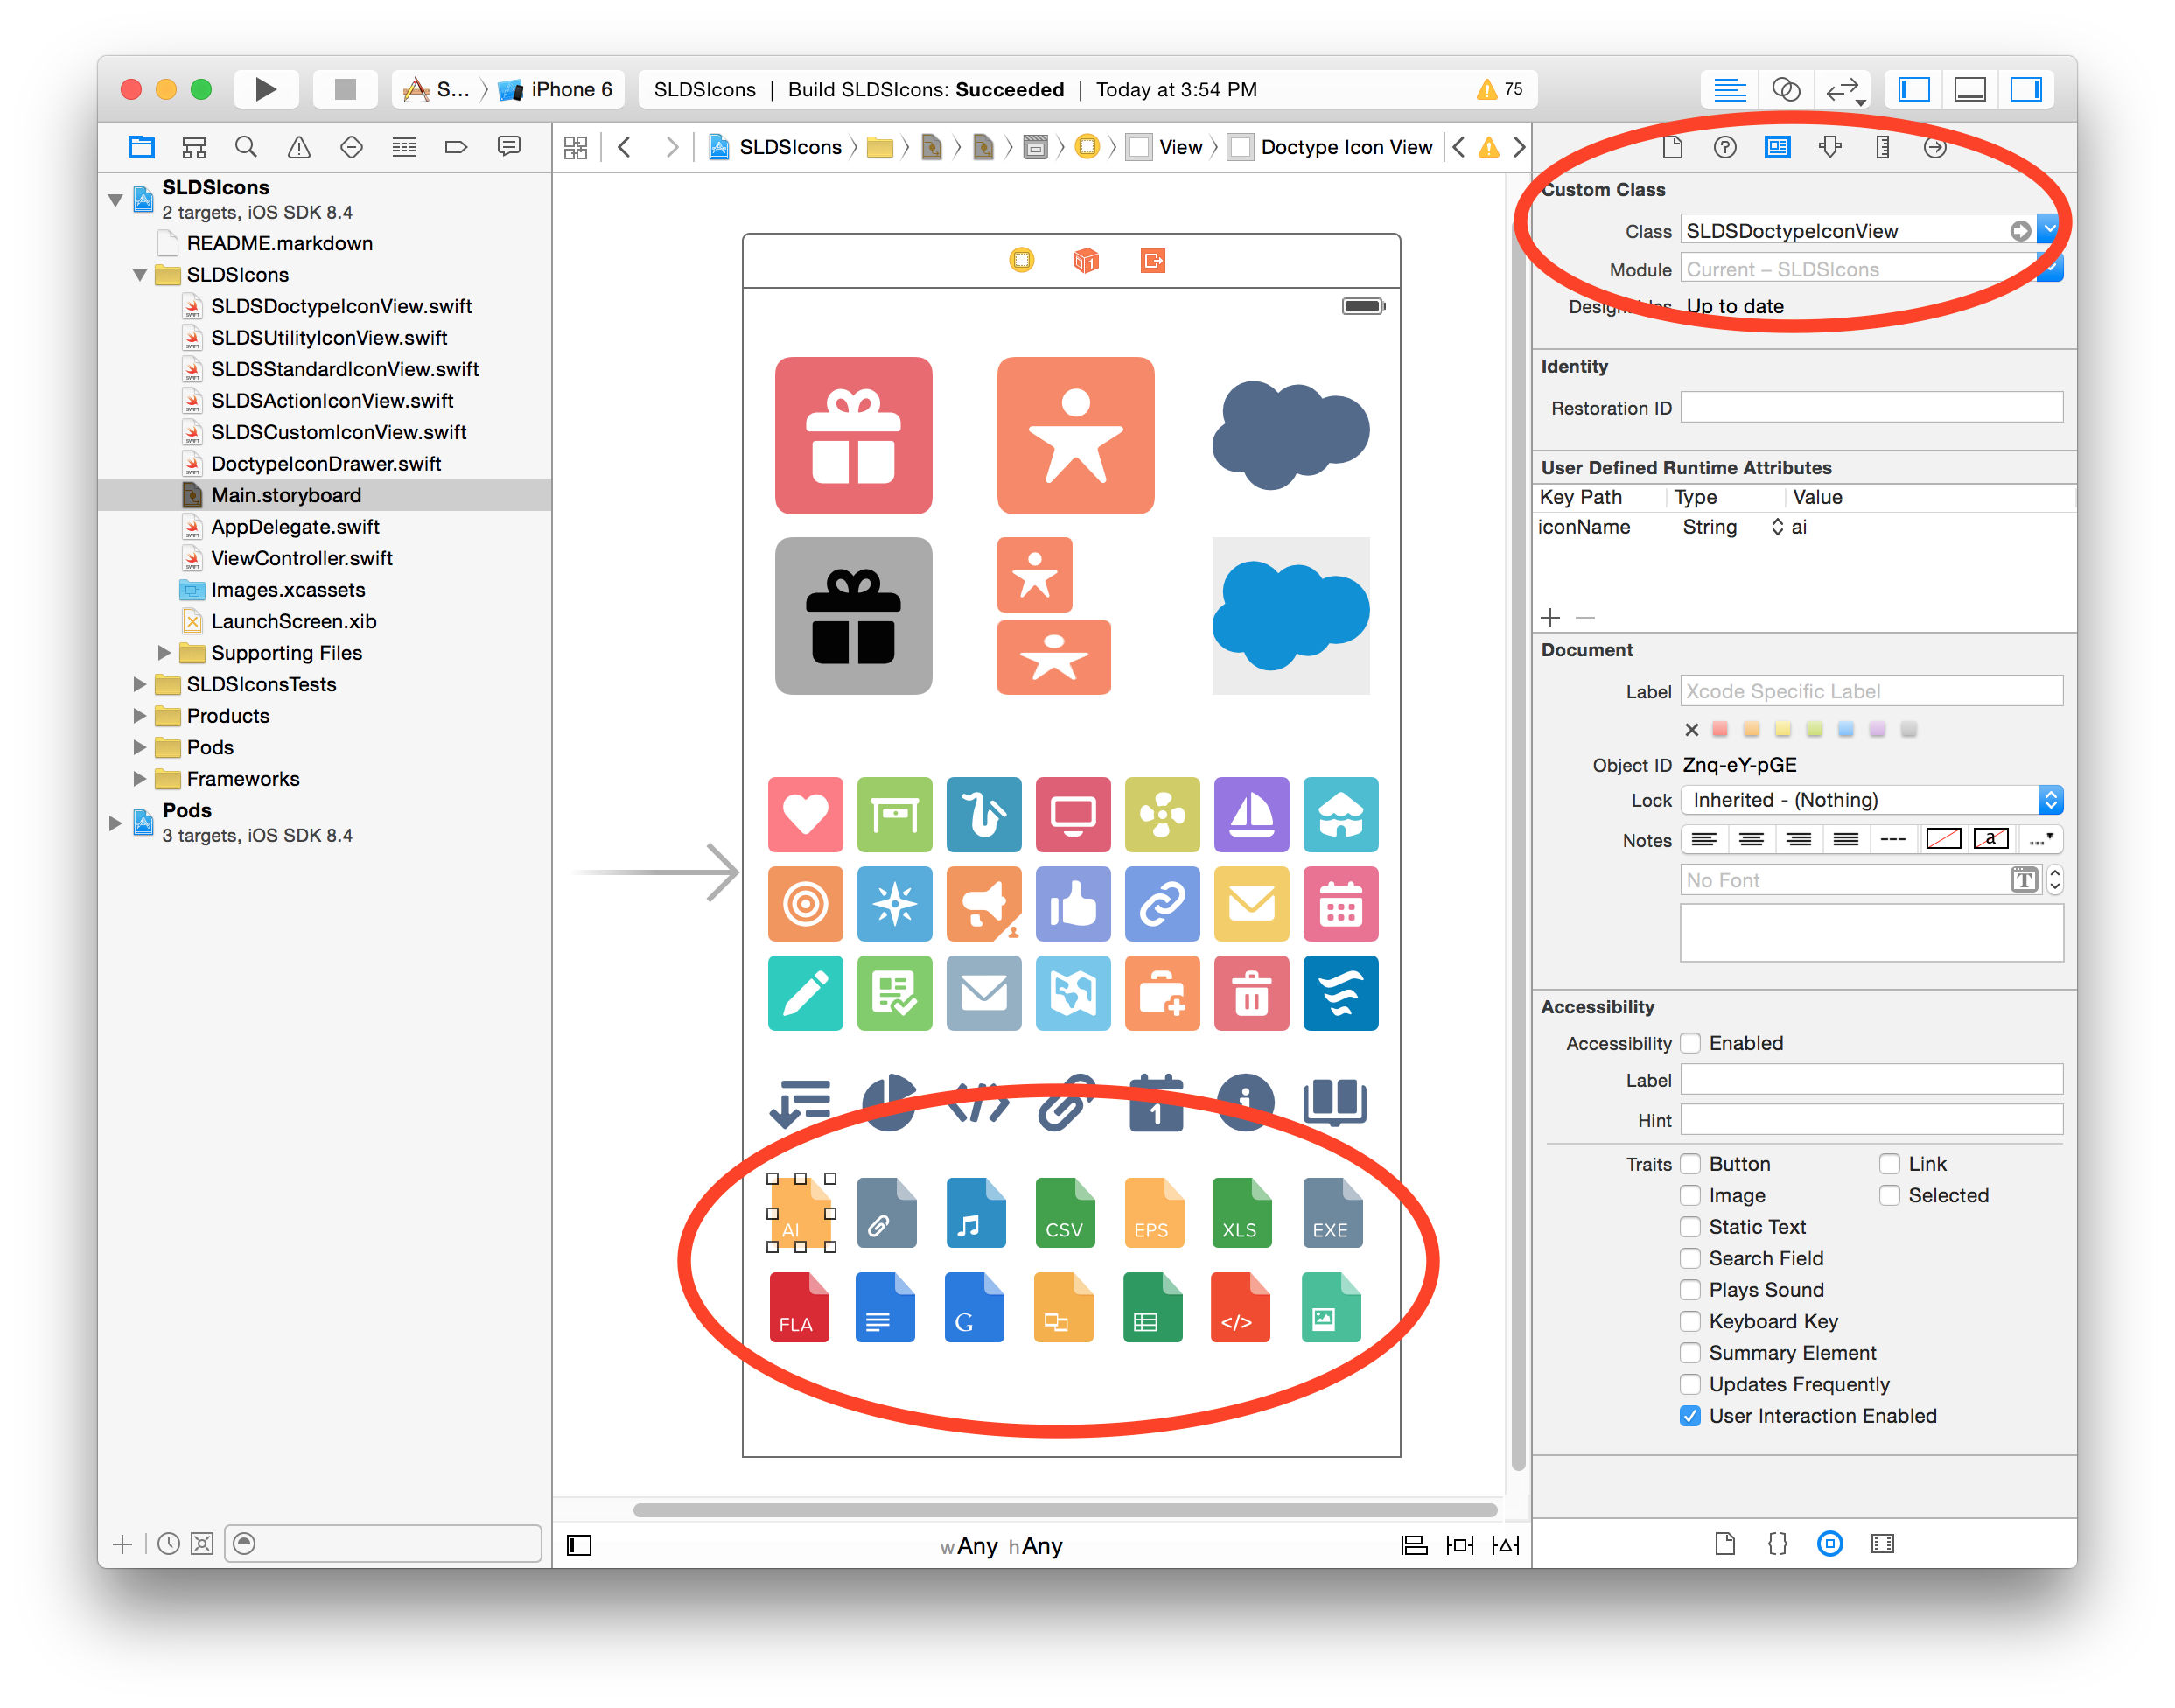 S... iPhone 6 SLDSIcons | Build SLDSIcons: Succeeded | Today at 3:54 PM 75
SLDSIcons
2 targets, iOS SDK 8.4
README.markdown
SLDSIcons
SLDSDoctypeIconView.swift
SLDSUtilityIconView.swift
SLDSStandardIconView.swift
SLDSActionIconView.swift
SLDSCustomIconView.swift
DoctypeIconDrawer.swift
Main.storyboard
AppDelegate.swift
ViewController.swift
Images.xcassets
LaunchScreen.xib
Supporting Files
SLDSIconsTests
Products
Pods
Frameworks
Pods
3 targets, iOS SDK 8.4
SLDSIcons View Doctype Icon View
1
AI CSV EPS XLS EXE
FLA G </>
wAny hAny
Custom Class
Class SLDSDoctypeIconView
Module Current – SLDSIcons
Designables Up to date
Identity
Restoration ID
User Defined Runtime Attributes
Key Path Type Value
iconName String ai
Document
Label Xcode Specific Label
Object ID Znq-eY-pGE
Lock Inherited - (Nothing)
Notes --- a ...
No Font T
Accessibility
Accessibility Enabled
Label
Hint
Traits Button Link
Image Selected
Static Text
Search Field
Plays Sound
Keyboard Key
Summary Element
Updates Frequently
User Interaction Enabled